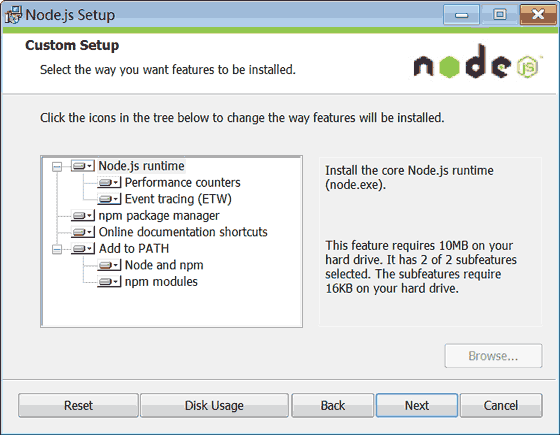 Node.js Setup
Custom Setup
Select the way you want features to be installed.
node
JS
Click the icons in the tree below to change the way features will be installed.
Node.js runtime
Performance counters
Event tracing (ETW)
npm package manager
Online documentation shortcuts
Add to PATH
Node and npm
npm modules
Install the core Node.js runtime
(node.exe).
This feature requires 10MB on your
hard drive. It has 2 of 2 subfeatures
selected. The subfeatures require
16KB on your hard drive.
Browse...
Reset
Disk Usage
Back
Next
Cancel